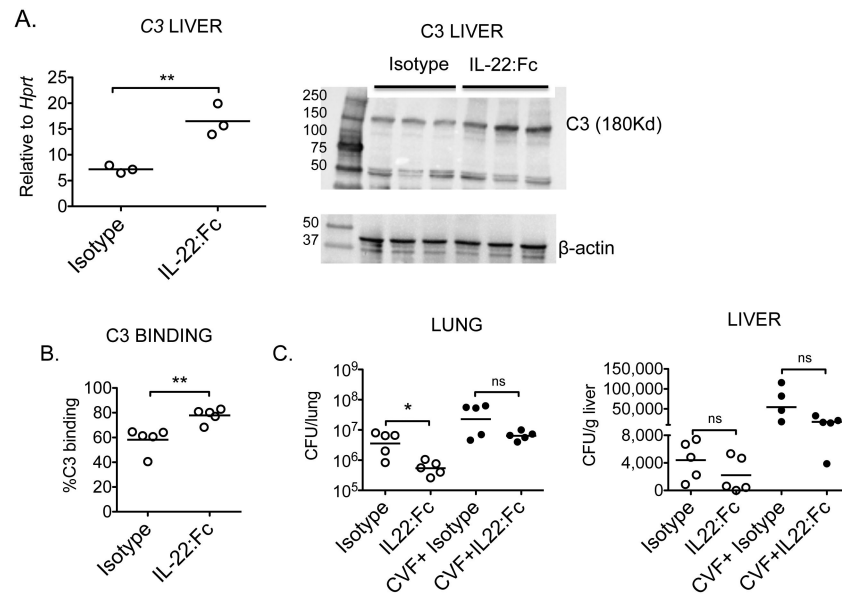 A.
C3 LIVER
Relative to Hprt
25
20
15
10
5
0
**
Isotype
IL-22:Fc
C3 LIVER
Isotype IL-22:Fc
250
150
100
75
50
C3 (180Kd)
50
37
β-actin
B.
C3 BINDING
%C3 binding
100
80
60
40
20
0
**
Isotype
IL-22:Fc
C.
LUNG
CFU/lung
10⁹
10⁸
10⁷
10⁶
10⁵
*
ns
Isotype
IL22:Fc
CVF+ Isotype
CVF+IL22:Fc
LIVER
CFU/g liver
150,000
100,000
50,000
8,000
4,000
0
ns
ns
Isotype
IL22:Fc
CVF+ Isotype
CVF+IL22:Fc